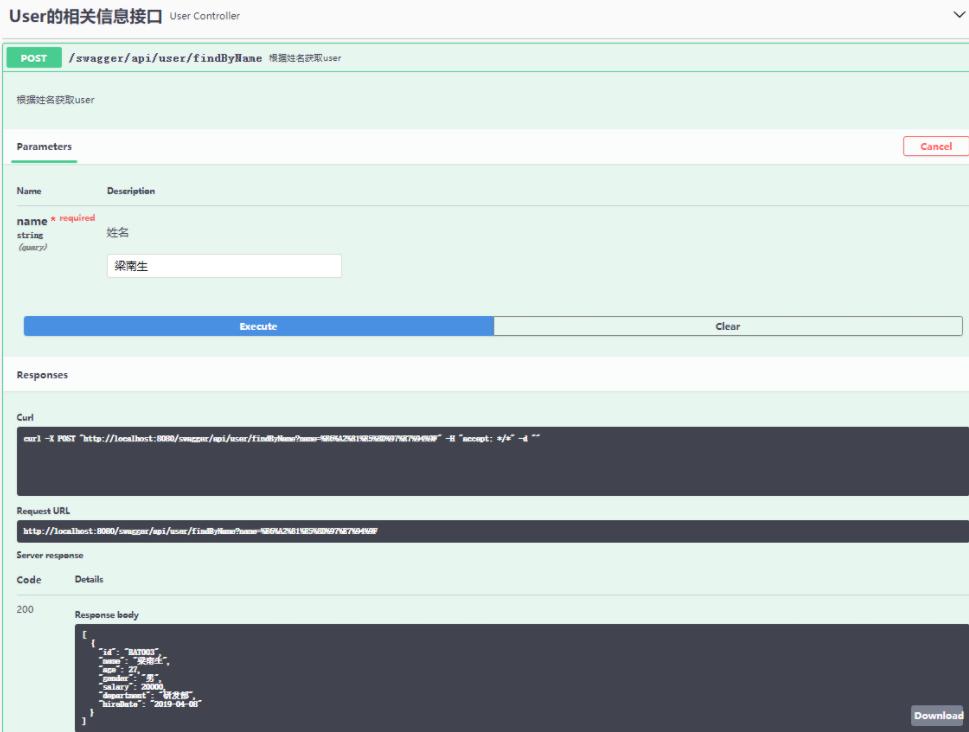 User的相关信息接口 User Controller
POST /swagger/api/user/findByName 根据姓名获取user
根据姓名获取user
Parameters
Cancel
Name Description
name * required
string
(query)
姓名
梁南生
Execute Clear
Responses
Curl
curl -X POST "http://localhost:8080/swagger/api/user/findByName?name=%E6%A2%81%E5%8D%97%E7%94%9F" -H "accept: */*" -d ""
Request URL
http://localhost:8080/swagger/api/user/findByName?name=%E6%A2%81%E5%8D%97%E7%94%9F
Server response
Code Details
200
Response body
[
{
"id": "BAT003",
"name": "梁南生",
"age": 27,
"gender": "男",
"salary": 20000,
"department": "研发部",
"hireDate": "2019-04-08"
}
]
Download